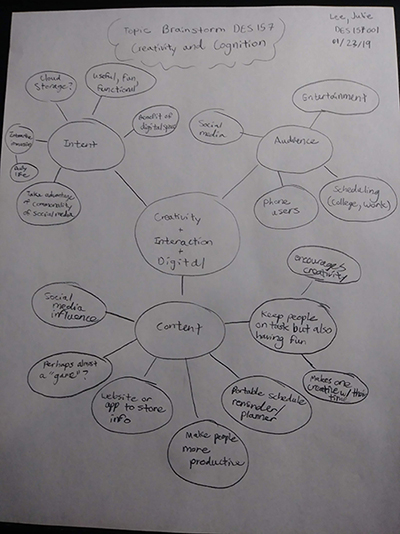 Lee, Julie
DES 157.001
01/23/19
Topic Brainstorm DES 157
Creativity and Cognition
Cloud
Storage?
useful, fun,
functional
digital
Intent
daily
life
Take advantage
of commonality
of social media
Entertainment
Social
media
Audience
phone
users
Scheduling
(college, work)
Creativity
+
Interaction
+
Digital
encourages
creativity
Social
media
influence
Content
Keep people
on task but also
having fun
Perhaps almost
a "game"?
website or
app to store
info
Portable schedule
reminder/
planner
Makes one
creative w/ their
time
Make people
more
productive